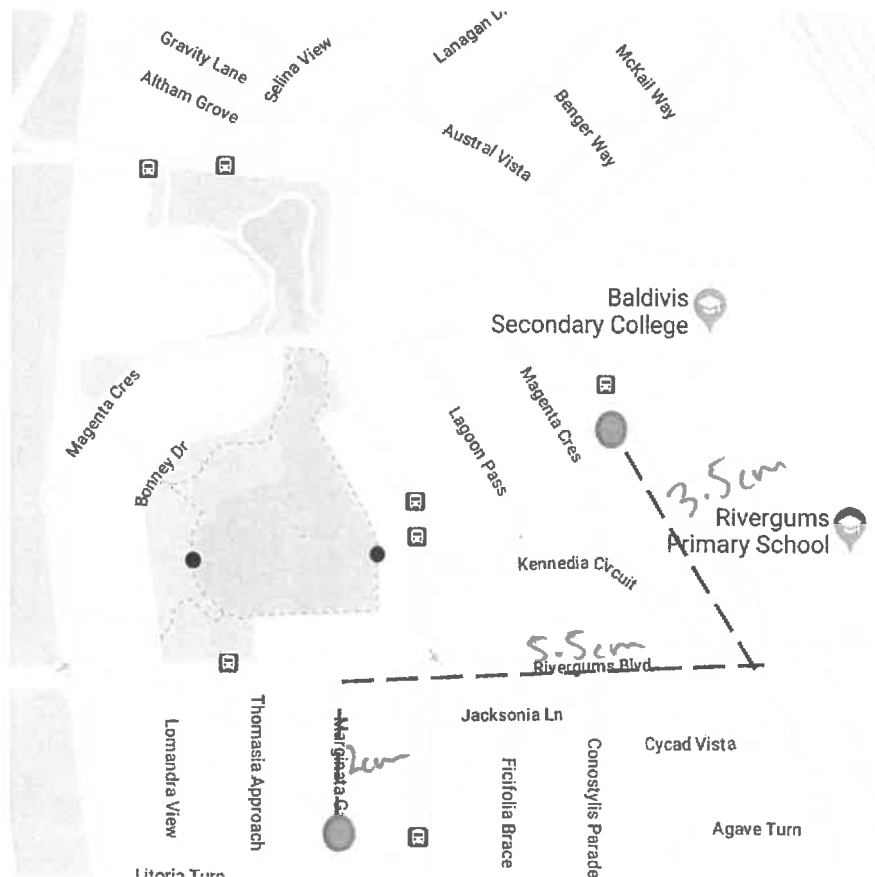 Gravity Lane
Selina View
Altham Grove
McKail Way
Benger Way
Austral Vista
Baldivis
Secondary College
Magenta Cres
Magenta Cres
Lagoon Pass
Bonney Dr
3.5cm
Rivergums
Primary School
Kennedia Circuit
5.5cm
Rivergums Blvd
Jacksonia Ln
Lomandra View
Thomasia Approach
2cm
Cycad Vista
Ficifolia Brace
Conostylis Parade
Agave Turn